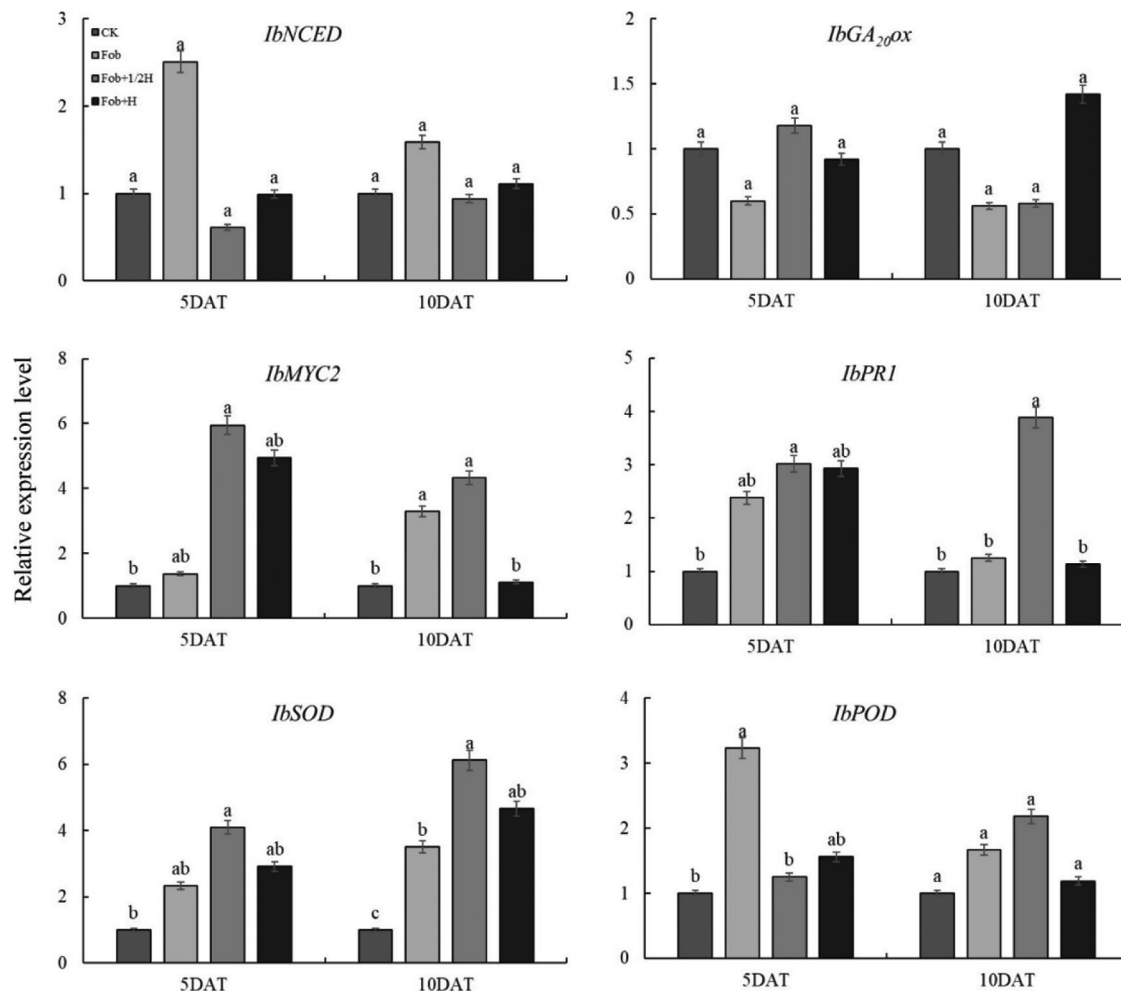 Relative expression level
IbNCED
CK
Fob
Fob+1/2H
Fob+H
3
2
1
0
a
a
a
a
a
a
a
a
5DAT
10DAT
IbGA20ox
2
1.5
1
0.5
0
a
a
a
a
a
a
a
a
5DAT
10DAT
IbMYC2
8
6
4
2
0
b
ab
a
ab
b
a
a
b
5DAT
10DAT
IbPR1
5
4
3
2
1
0
b
ab
a
ab
b
b
a
b
5DAT
10DAT
IbSOD
8
6
4
2
0
b
ab
a
ab
c
b
a
ab
5DAT
10DAT
IbPOD
4
3
2
1
0
b
a
b
ab
a
a
a
a
5DAT
10DAT